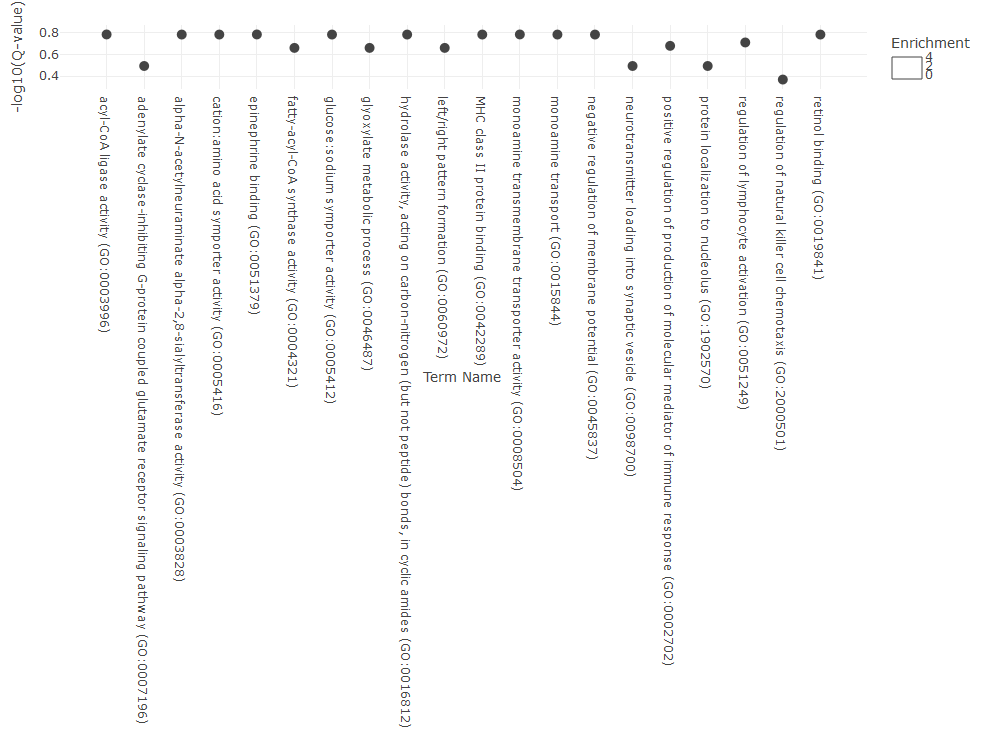 -log10(Q-value)
0.8
0.6
0.4
acyl-CoA ligase activity (GO:0003996)
adenylate cyclase-inhibiting G-protein coupled glutamate receptor signaling pathway (GO:0007196)
alpha-N-acetylneuraminate alpha-2,8-sialyltransferase activity (GO:0003828)
cation:amino acid symporter activity (GO:0005416)
epinephrine binding (GO:0051379)
fatty-acyl-CoA synthase activity (GO:0004321)
glucose:sodium symporter activity (GO:0005412)
glyoxylate metabolic process (GO:0046487)
hydrolase activity, acting on carbon-nitrogen (but not peptide) bonds, in cyclic amides (GO:0016812)
left/right pattern formation (GO:0060972)
MHC class II protein binding (GO:0042289)
monoamine transmembrane transporter activity (GO:0008504)
monoamine transport (GO:0015844)
negative regulation of membrane potential (GO:0045837)
neurotransmitter loading into synaptic vesicle (GO:0098700)
positive regulation of production of molecular mediator of immune response (GO:0002702)
protein localization to nucleolus (GO:1902570)
regulation of lymphocyte activation (GO:0051249)
regulation of natural killer cell chemotaxis (GO:2000501)
retinol binding (GO:0019841)
Term Name
Enrichment
4
2
0